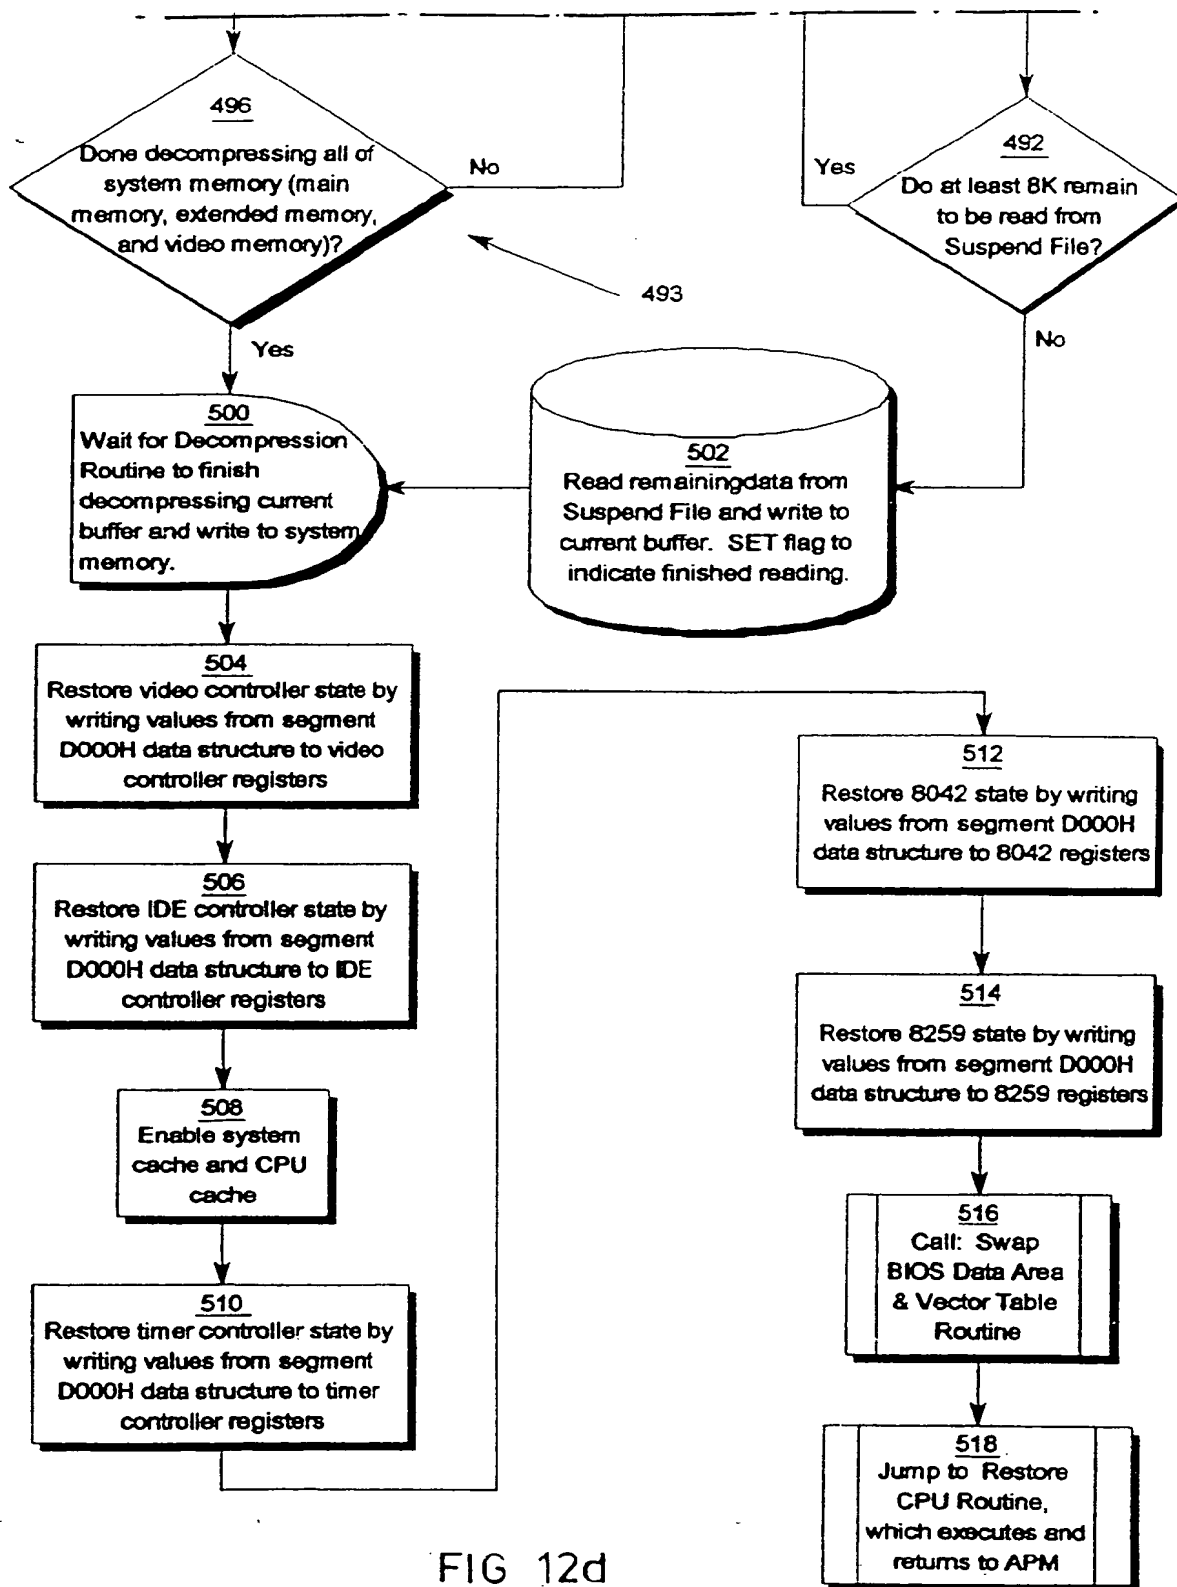 496
Done decompressing all of
system memory (main
memory, extended memory,
and video memory)?
No
Yes
493
492
Do at least 8K remain
to be read from
Suspend File?
Yes
No
500
Wait for Decompression
Routine to finish
decompressing current
buffer and write to system
memory.
502
Read remainingdata from
Suspend File and write to
current buffer. SET flag to
indicate finished reading.
504
Restore video controller state by
writing values from segment
D000H data structure to video
controller registers
506
Restore IDE controller state by
writing values from segment
D000H data structure to IDE
controller registers
508
Enable system
cache and CPU
cache
510
Restore timer controller state by
writing values from segment
D000H data structure to timer
controller registers
512
Restore 8042 state by writing
values from segment D000H
data structure to 8042 registers
514
Restore 8259 state by writing
values from segment D000H
data structure to 8259 registers
516
Call: Swap
BIOS Data Area
& Vector Table
Routine
518
Jump to Restore
CPU Routine,
which executes and
returns to APM
FIG 12d